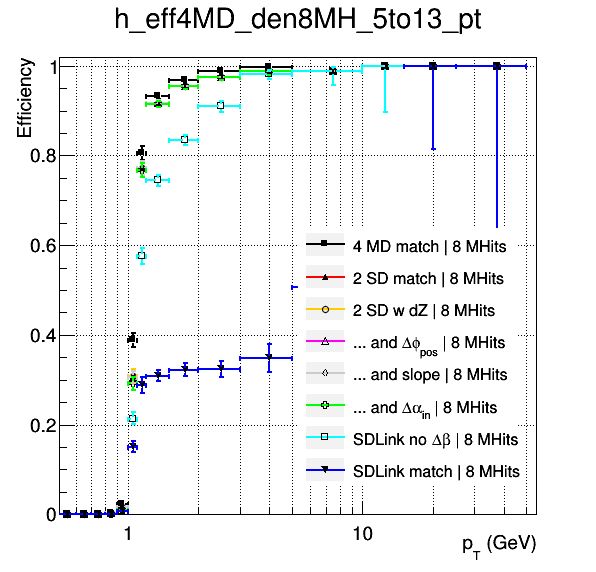 h_eff4MD_den8MH_5to13_pt
Efficiency
1
0.8
0.6
0.4
0.2
0
4 MD match | 8 MHits
2 SD match | 8 MHits
2 SD w dZ | 8 MHits
... and Δϕpos | 8 MHits
... and slope | 8 MHits
... and Δαin | 8 MHits
SDLink no Δβ | 8 MHits
SDLink match | 8 MHits
1
10
pT (GeV)